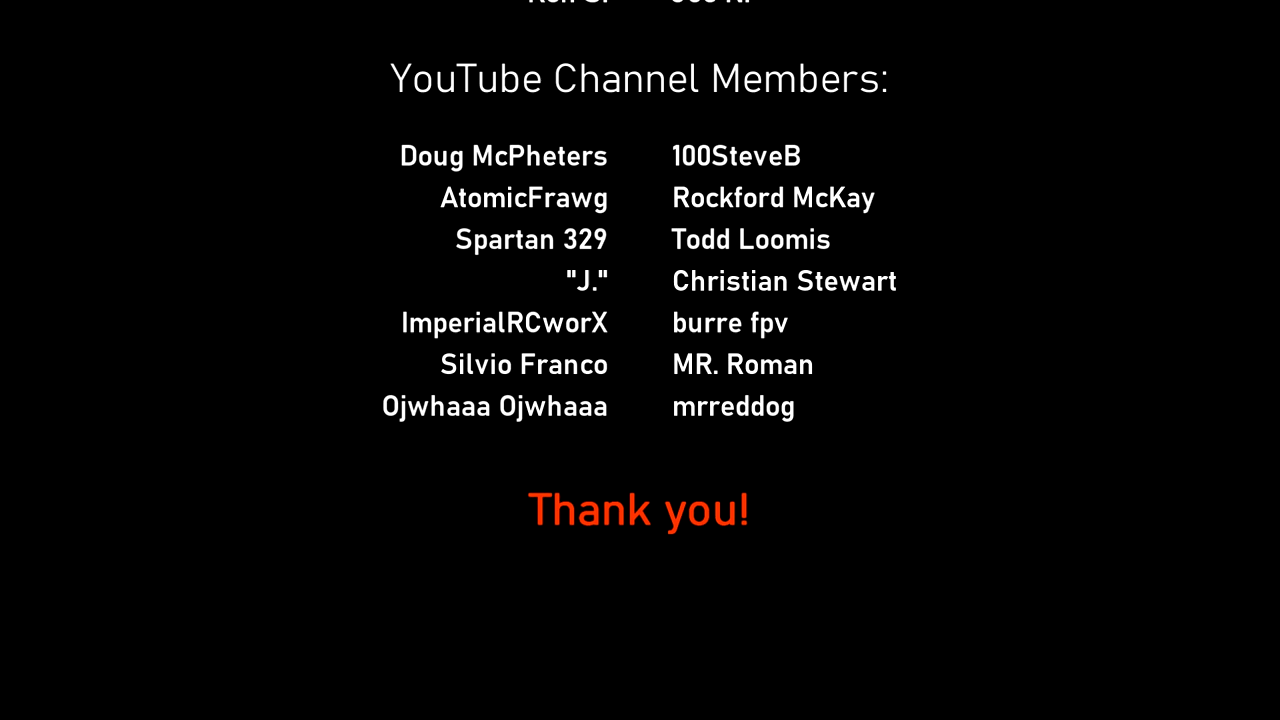 YouTube Channel Members:
Doug McPheters 100SteveB
AtomicFrawg Rockford McKay
Spartan 329 Todd Loomis
"J." Christian Stewart
ImperialRCworX burre fpv
Silvio Franco MR. Roman
Ojwhaaa Ojwhaaa mrreddog
Thank you!